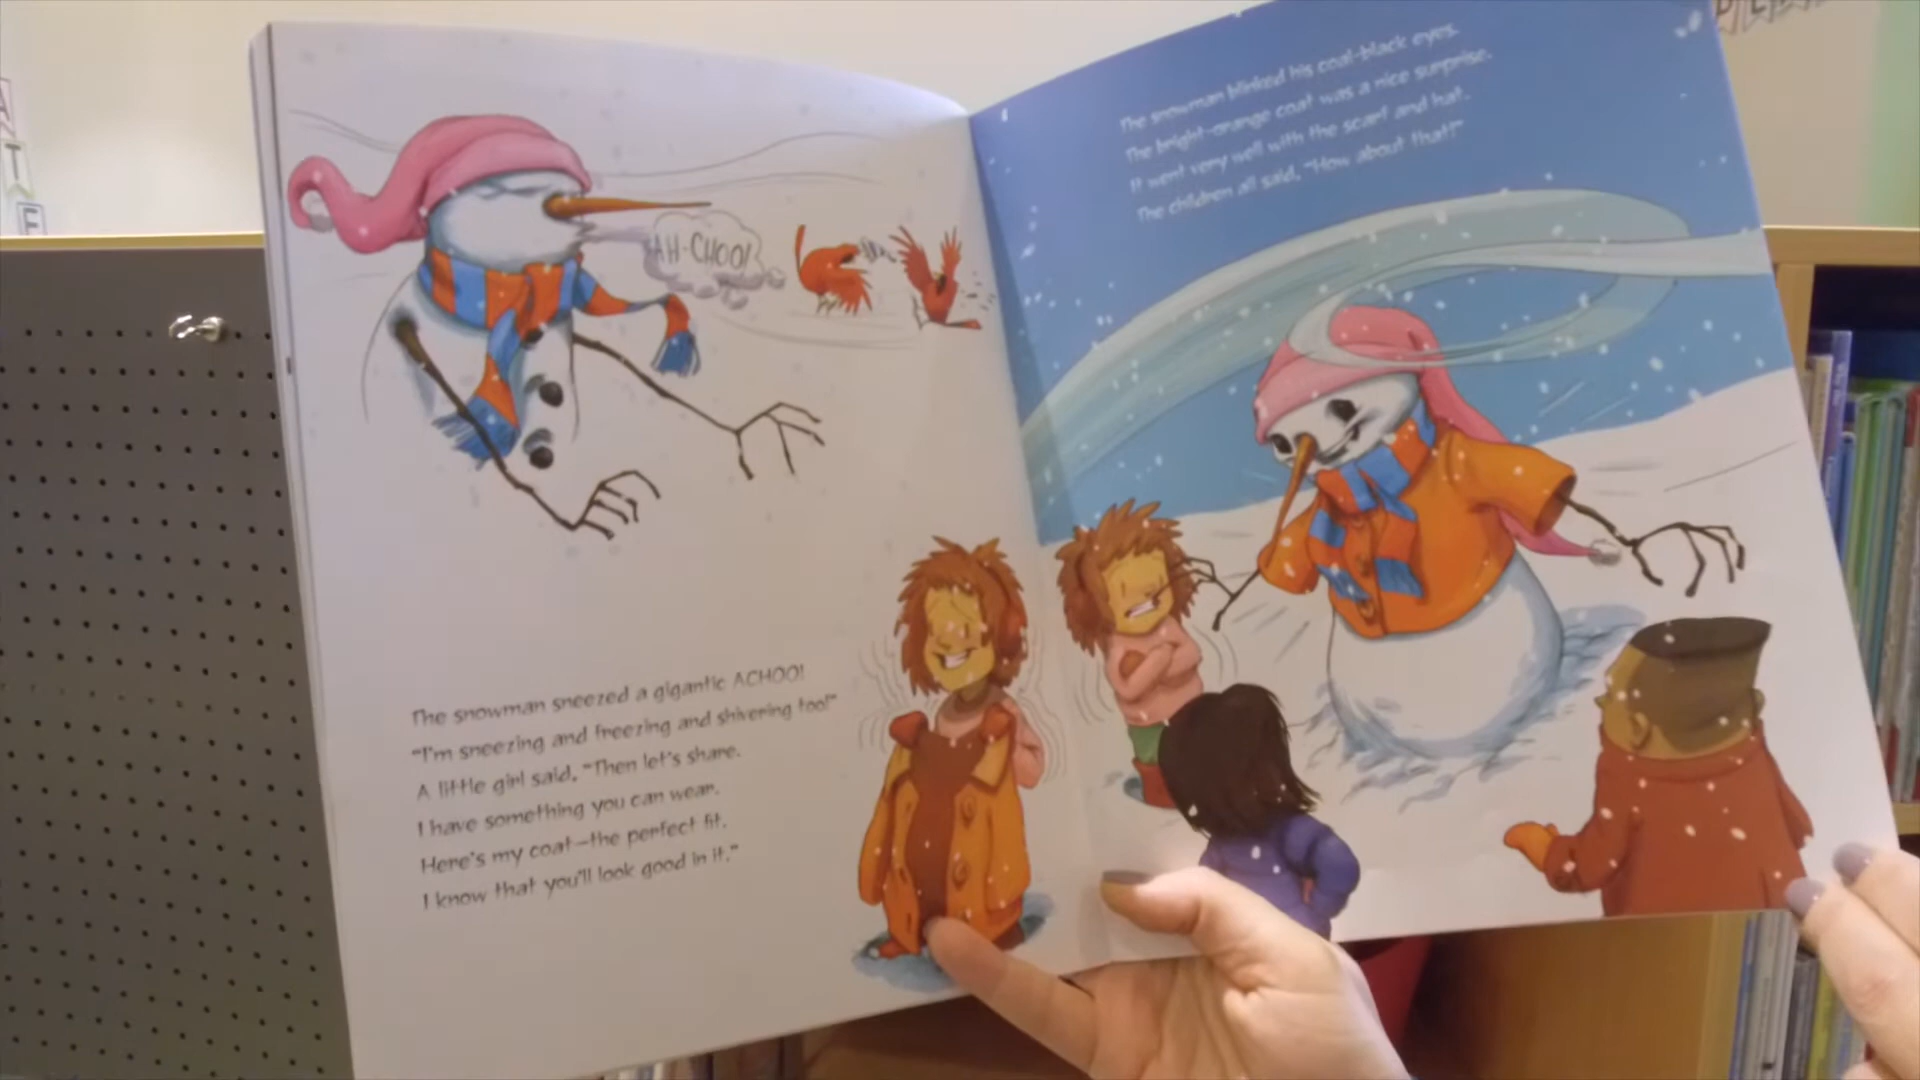 A
T
E
AH-CHOO!
The snowman sneezed a gigantic ACHOO!
"I'm sneezing and freezing and shivering too!"
A little girl said, "Then let's share.
I have something you can wear.
Here's my coat—the perfect fit.
I know that you'll look good in it."
The snowman blinked his coal-black eyes.
The bright-orange coat was a nice surprise.
It went very well with the scarf and hat.
The children all said, "How about that!"